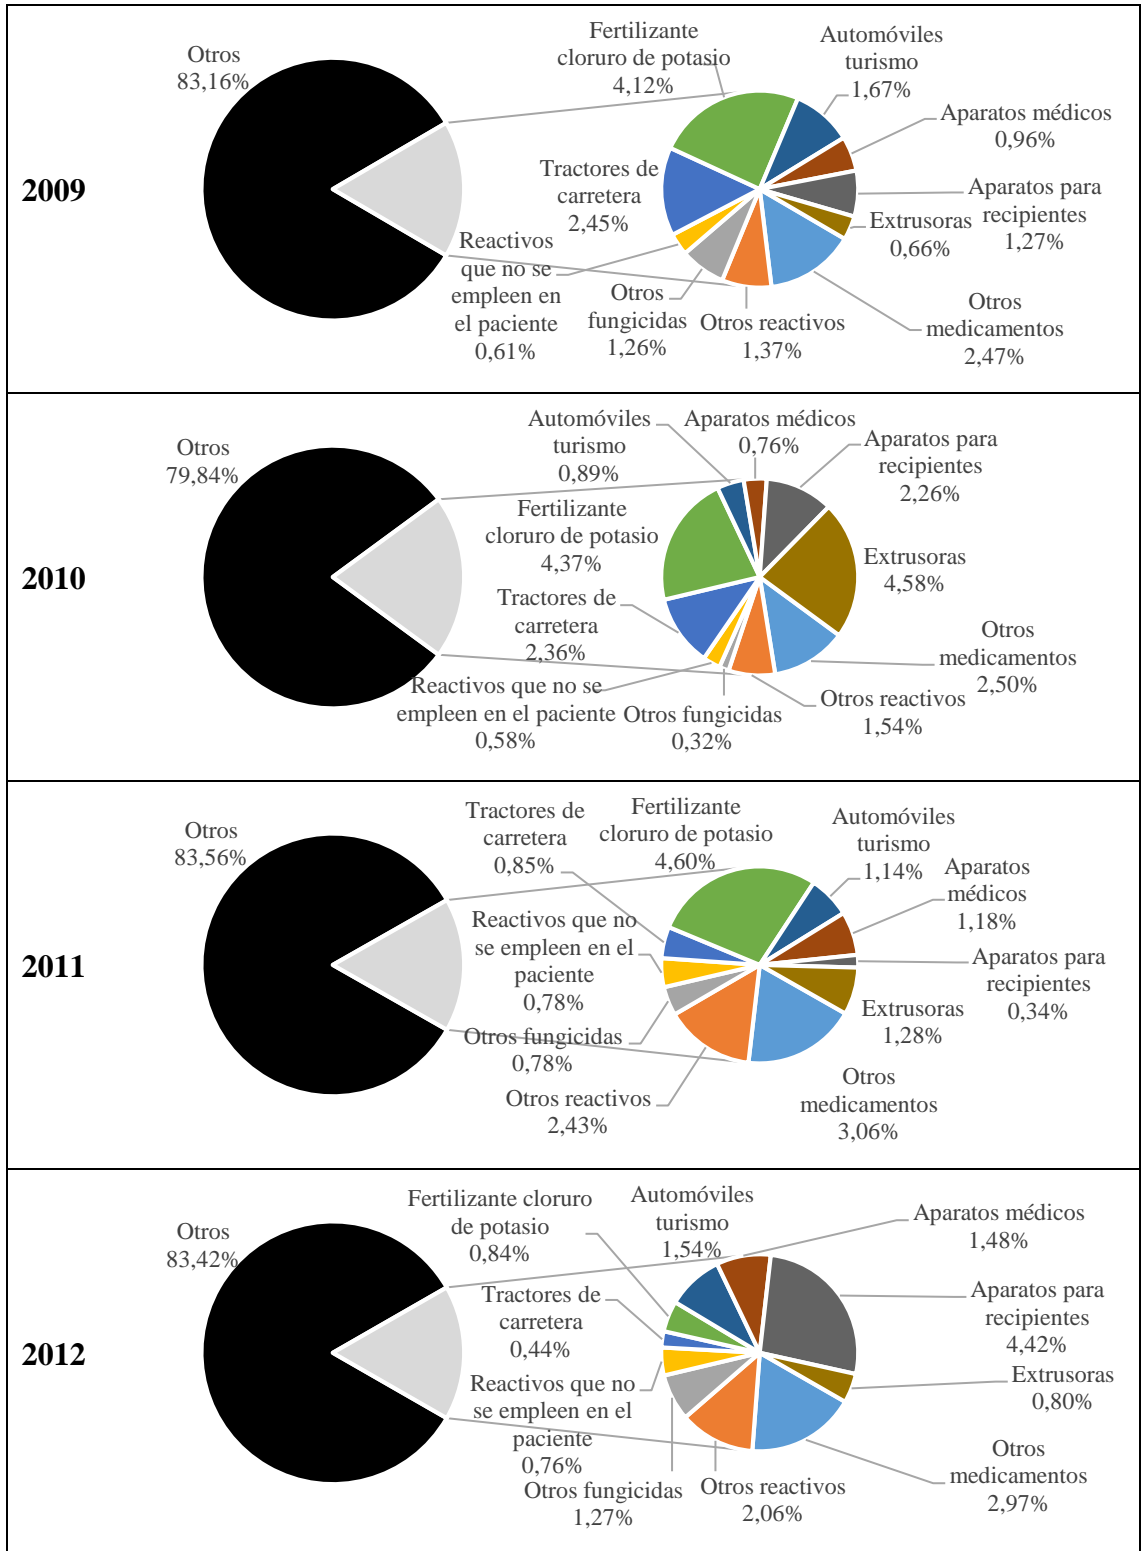 2009
Otros
83,16%
Fertilizante
cloruro de potasio
4,12%
Automóviles
turismo
1,67%
Aparatos médicos
0,96%
Aparatos para
recipientes
1,27%
Extrusoras
0,66%
Otros
medicamentos
2,47%
Otros reactivos
1,37%
Otros
fungicidas
1,26%
Reactivos
que no se
empleen en
el paciente
0,61%
Tractores de
carretera
2,45%
2010
Otros
79,84%
Automóviles
turismo
0,89%
Aparatos médicos
0,76%
Aparatos para
recipientes
2,26%
Extrusoras
4,58%
Otros
medicamentos
2,50%
Otros reactivos
1,54%
Otros fungicidas
0,32%
Reactivos que no se
empleen en el paciente
0,58%
Tractores de
carretera
2,36%
Fertilizante
cloruro de potasio
4,37%
2011
Otros
83,56%
Tractores de
carretera
0,85%
Fertilizante
cloruro de potasio
4,60%
Automóviles
turismo
1,14%
Aparatos
médicos
1,18%
Aparatos para
recipientes
0,34%
Extrusoras
1,28%
Otros
medicamentos
3,06%
Otros reactivos
2,43%
Otros fungicidas
0,78%
Reactivos que no
se empleen en el
paciente
0,78%
2012
Otros
83,42%
Fertilizante cloruro
de potasio
0,84%
Automóviles
turismo
1,54%
Aparatos médicos
1,48%
Aparatos para
recipientes
4,42%
Extrusoras
0,80%
Otros
medicamentos
2,97%
Otros reactivos
2,06%
Otros fungicidas
1,27%
Reactivos que no
se empleen en el
paciente
0,76%
Tractores de
carretera
0,44%